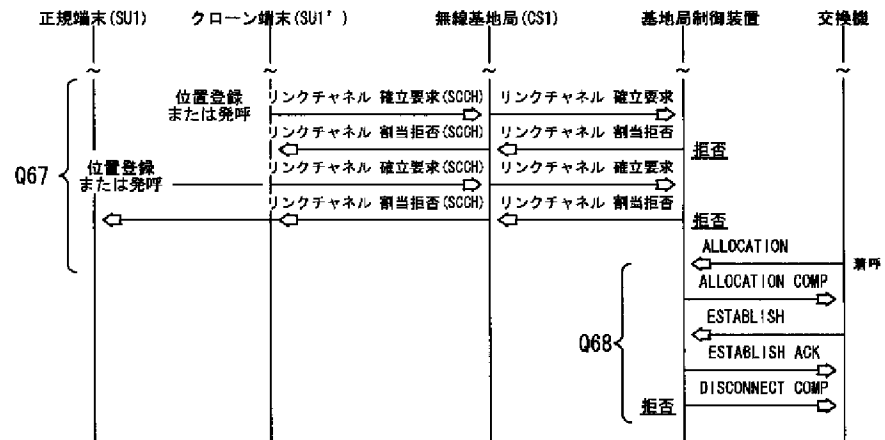 正規端末(SU1)
クローン端末(SU1')
無線基地局(CS1)
基地局制御装置
交換機
位置登録
または発呼
リンクチャネル 確立要求(SCCH)
リンクチャネル 確立要求
リンクチャネル 割当拒否(SCCH)
リンクチャネル 割当拒否
拒否
Q67
位置登録
または発呼
リンクチャネル 確立要求(SCCH)
リンクチャネル 確立要求
リンクチャネル 割当拒否(SCCH)
リンクチャネル 割当拒否
拒否
ALLOCATION
着呼
ALLOCATION COMP
ESTABLISH
Q68
ESTABLISH ACK
DISCONNECT COMP
拒否